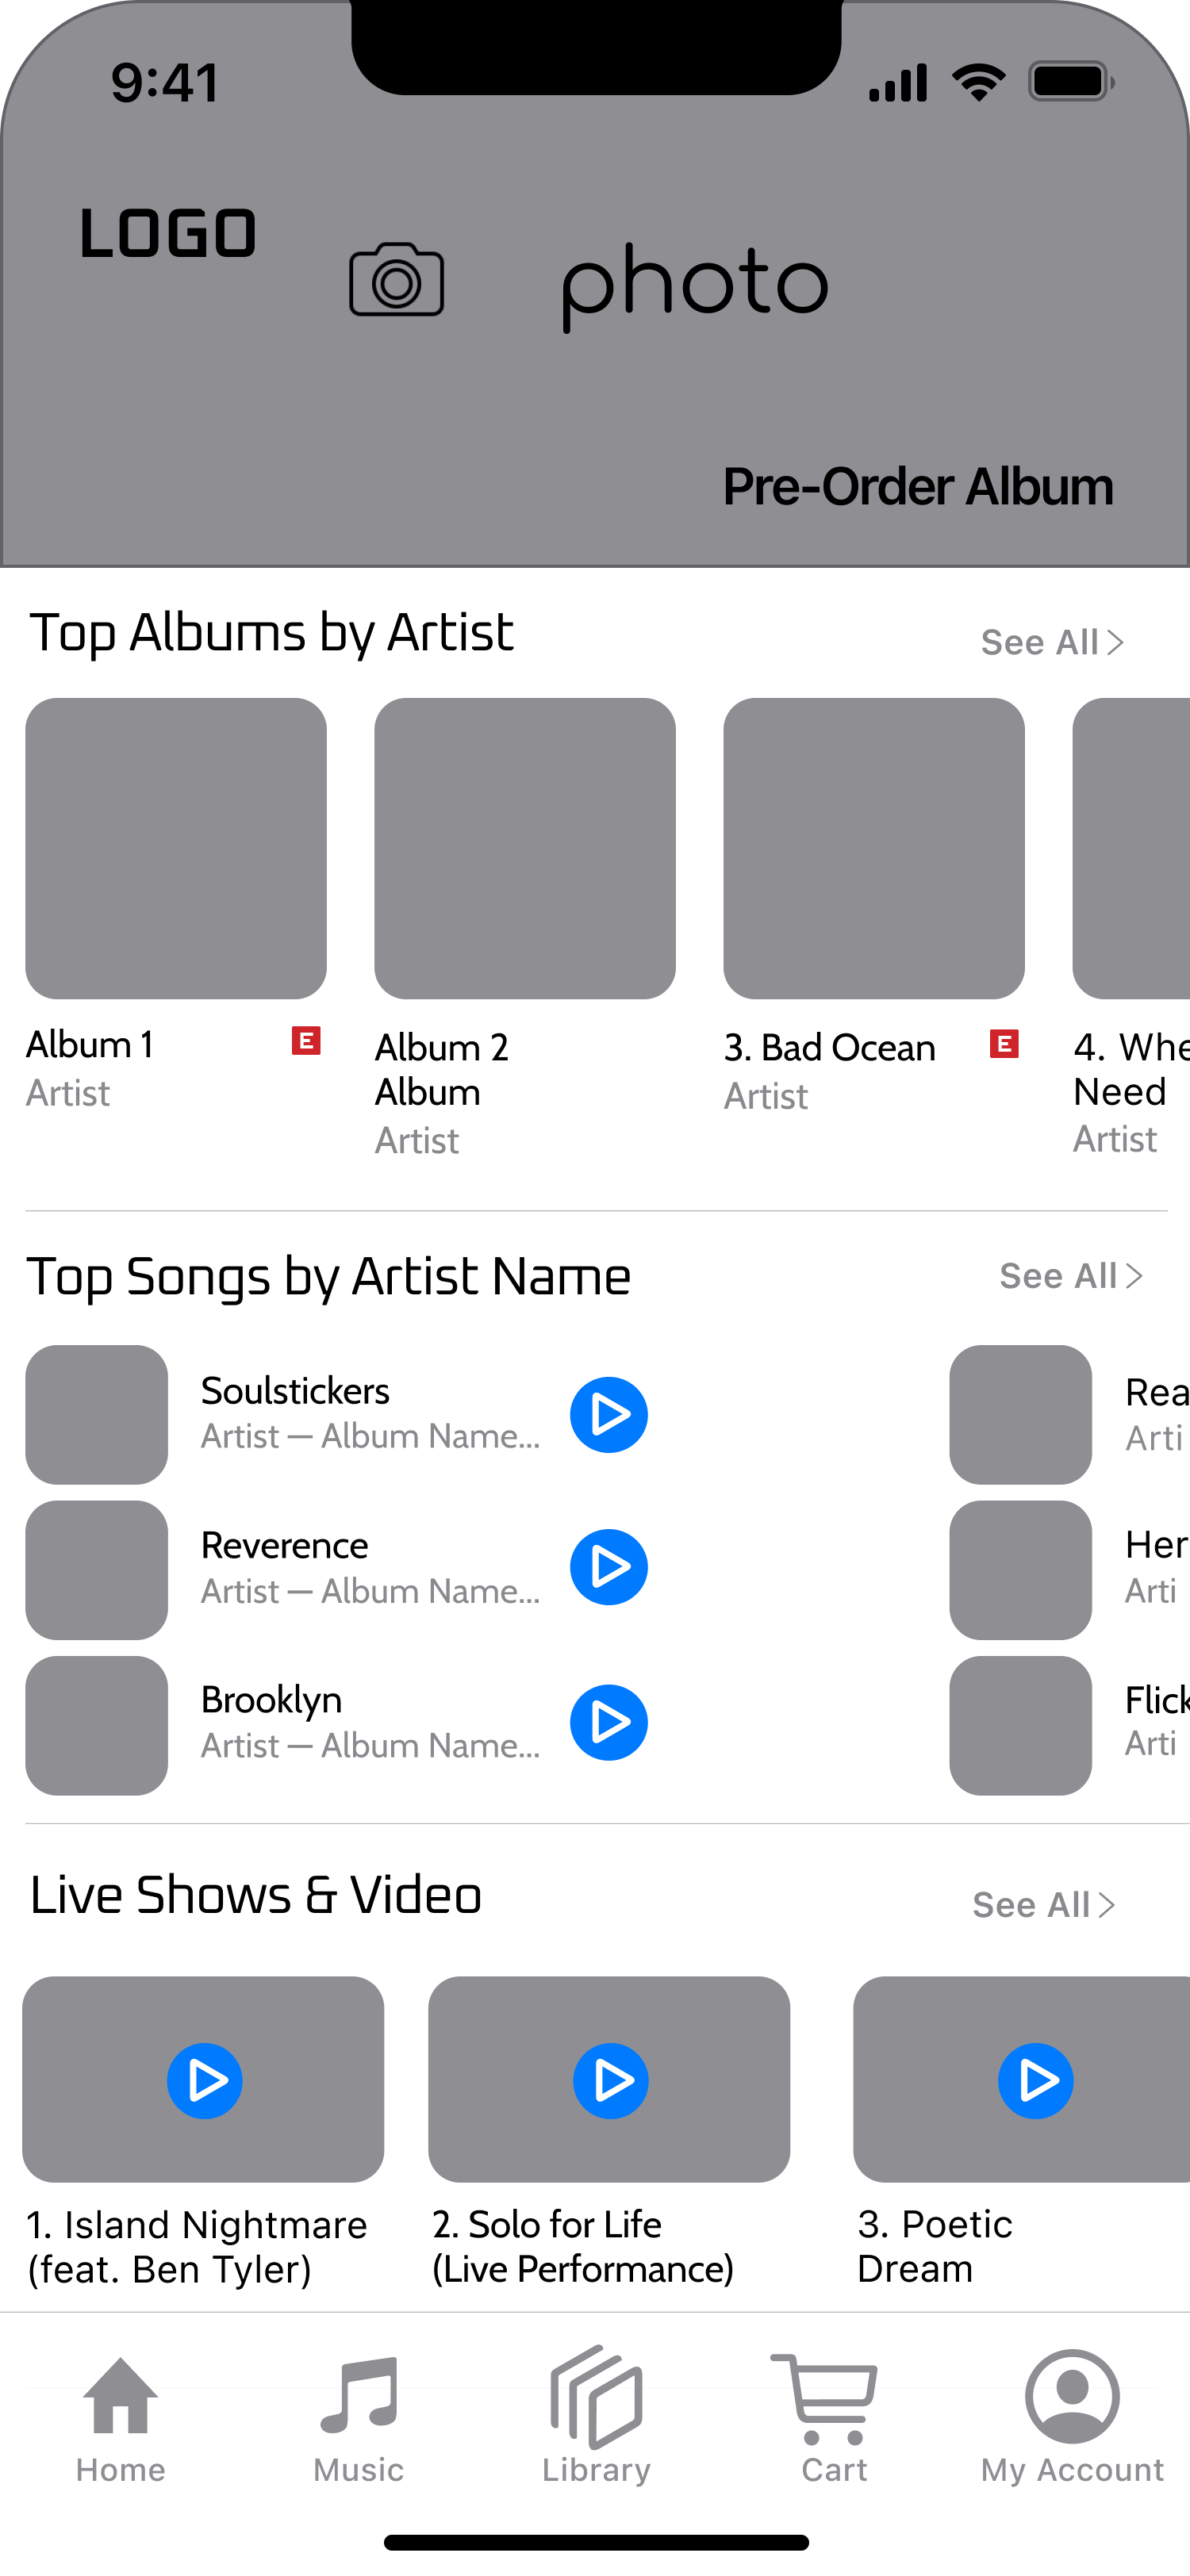 9:41
LOGO
photo
Pre-Order Album
Top Albums by Artist
See All
Album 1
E
Artist
Album 2
Album
Artist
3. Bad Ocean
E
Artist
4. Whe
Need
Artist
Top Songs by Artist Name
See All
Soulstickers
Artist — Album Name...
Rea
Arti
Reverence
Artist — Album Name...
Her
Arti
Brooklyn
Artist — Album Name...
Flick
Arti
Live Shows & Video
See All
1. Island Nightmare
(feat. Ben Tyler)
2. Solo for Life
(Live Performance)
3. Poetic
Dream
Home
Music
Library
Cart
My Account